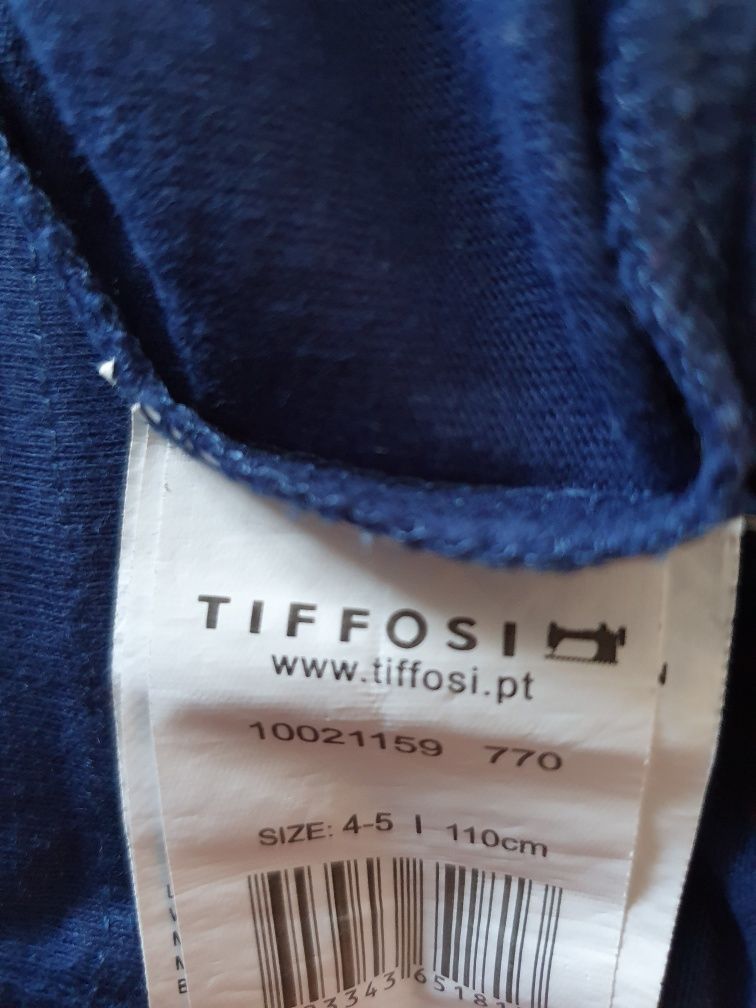 TIFFOSI
www.tiffosi.pt
10021159 770
SIZE: 4-5 | 110cm